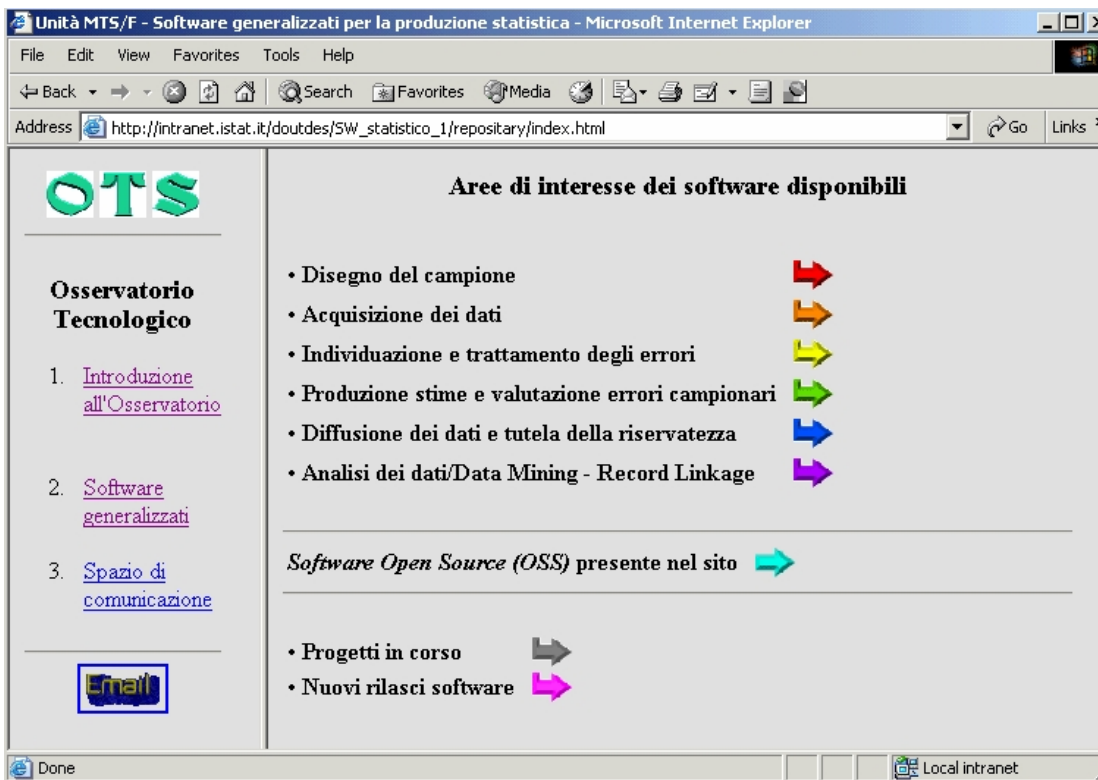 Unità MTS/F - Software generalizzati per la produzione statistica - Microsoft Internet Explorer
File Edit View Favorites Tools Help
Back Search Favorites Media
Address http://intranet.istat.it/doutdes/SW_statistico_1/repositary/index.html Go Links
OTS
Osservatorio
Tecnologico
1. Introduzione
all'Osservatorio
2. Software
generalizzati
3. Spazio di
comunicazione
Email
Aree di interesse dei software disponibili
• Disegno del campione
• Acquisizione dei dati
• Individuazione e trattamento degli errori
• Produzione stime e valutazione errori campionari
• Diffusione dei dati e tutela della riservatezza
• Analisi dei dati/Data Mining - Record Linkage
Software Open Source (OSS) presente nel sito
• Progetti in corso
• Nuovi rilasci software
Done Local intranet